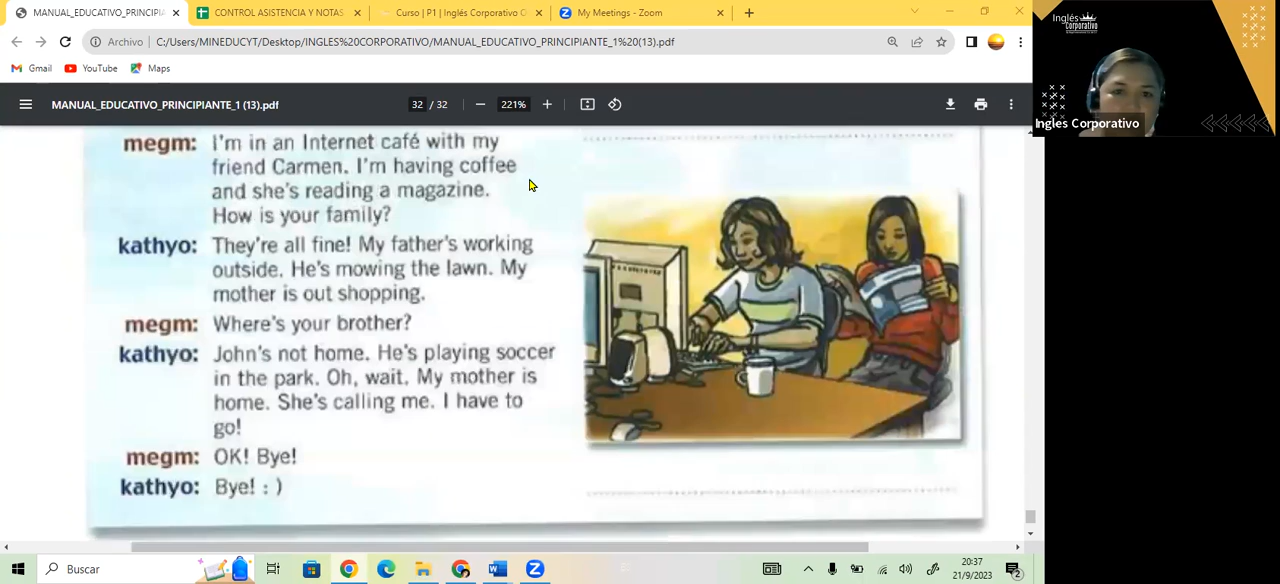 MANUAL_EDUCATIVO_PRINCIPIA
CONTROL ASISTENCIA Y NOTAS
Curso | P1 | Inglés Corporativo
My Meetings - Zoom
Archivo
C:/Users/MINEDUCYT/Desktop/INGLES%20CORPORATIVO/MANUAL_EDUCATIVO_PRINCIPIANTE_1%20(13).pdf
Gmail
YouTube
Maps
MANUAL_EDUCATIVO_PRINCIPIANTE_1 (13).pdf
32 / 32
221%
megm: I'm in an Internet café with my
friend Carmen. I'm having coffee
and she's reading a magazine.
How is your family?
kathyo: They're all fine! My father's working
outside. He's mowing the lawn. My
mother is out shopping.
megm: Where's your brother?
kathyo: John's not home. He's playing soccer
in the park. Oh, wait. My mother is
home. She's calling me. I have to
go!
megm: OK! Bye!
kathyo: Bye! : )
Inglés
Corporativo
Ingles Corporativo
Buscar
20:37
21/9/2023
2